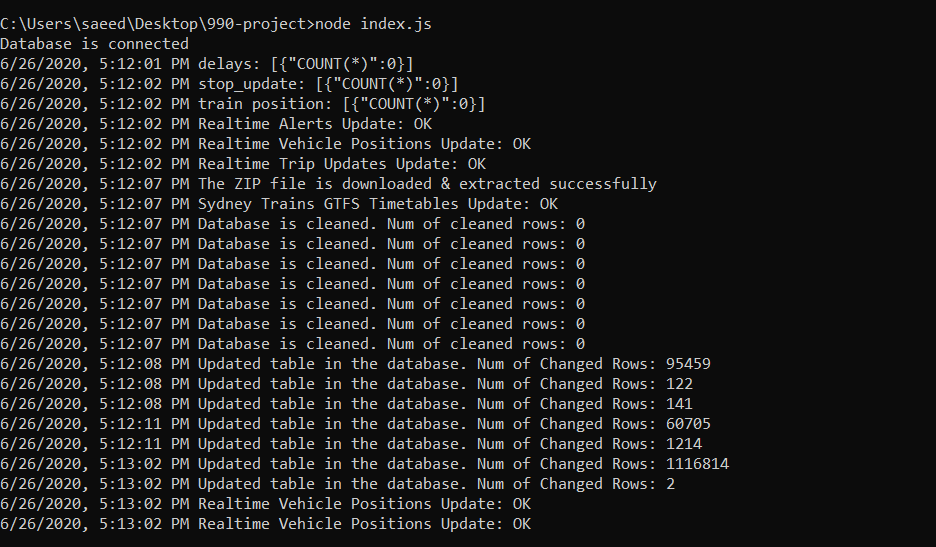 C:\Users\saeed\Desktop\990-project>node index.js
Database is connected
6/26/2020, 5:12:01 PM delays: [{"COUNT(*)":0}]
6/26/2020, 5:12:02 PM stop_update: [{"COUNT(*)":0}]
6/26/2020, 5:12:02 PM train position: [{"COUNT(*)":0}]
6/26/2020, 5:12:02 PM Realtime Alerts Update: OK
6/26/2020, 5:12:02 PM Realtime Vehicle Positions Update: OK
6/26/2020, 5:12:02 PM Realtime Trip Updates Update: OK
6/26/2020, 5:12:07 PM The ZIP file is downloaded & extracted successfully
6/26/2020, 5:12:07 PM Sydney Trains GTFS Timetables Update: OK
6/26/2020, 5:12:07 PM Database is cleaned. Num of cleaned rows: 0
6/26/2020, 5:12:07 PM Database is cleaned. Num of cleaned rows: 0
6/26/2020, 5:12:07 PM Database is cleaned. Num of cleaned rows: 0
6/26/2020, 5:12:07 PM Database is cleaned. Num of cleaned rows: 0
6/26/2020, 5:12:07 PM Database is cleaned. Num of cleaned rows: 0
6/26/2020, 5:12:07 PM Database is cleaned. Num of cleaned rows: 0
6/26/2020, 5:12:07 PM Database is cleaned. Num of cleaned rows: 0
6/26/2020, 5:12:08 PM Updated table in the database. Num of Changed Rows: 95459
6/26/2020, 5:12:08 PM Updated table in the database. Num of Changed Rows: 122
6/26/2020, 5:12:08 PM Updated table in the database. Num of Changed Rows: 141
6/26/2020, 5:12:11 PM Updated table in the database. Num of Changed Rows: 60705
6/26/2020, 5:12:11 PM Updated table in the database. Num of Changed Rows: 1214
6/26/2020, 5:13:02 PM Updated table in the database. Num of Changed Rows: 1116814
6/26/2020, 5:13:02 PM Updated table in the database. Num of Changed Rows: 2
6/26/2020, 5:13:02 PM Realtime Vehicle Positions Update: OK
6/26/2020, 5:13:02 PM Realtime Vehicle Positions Update: OK